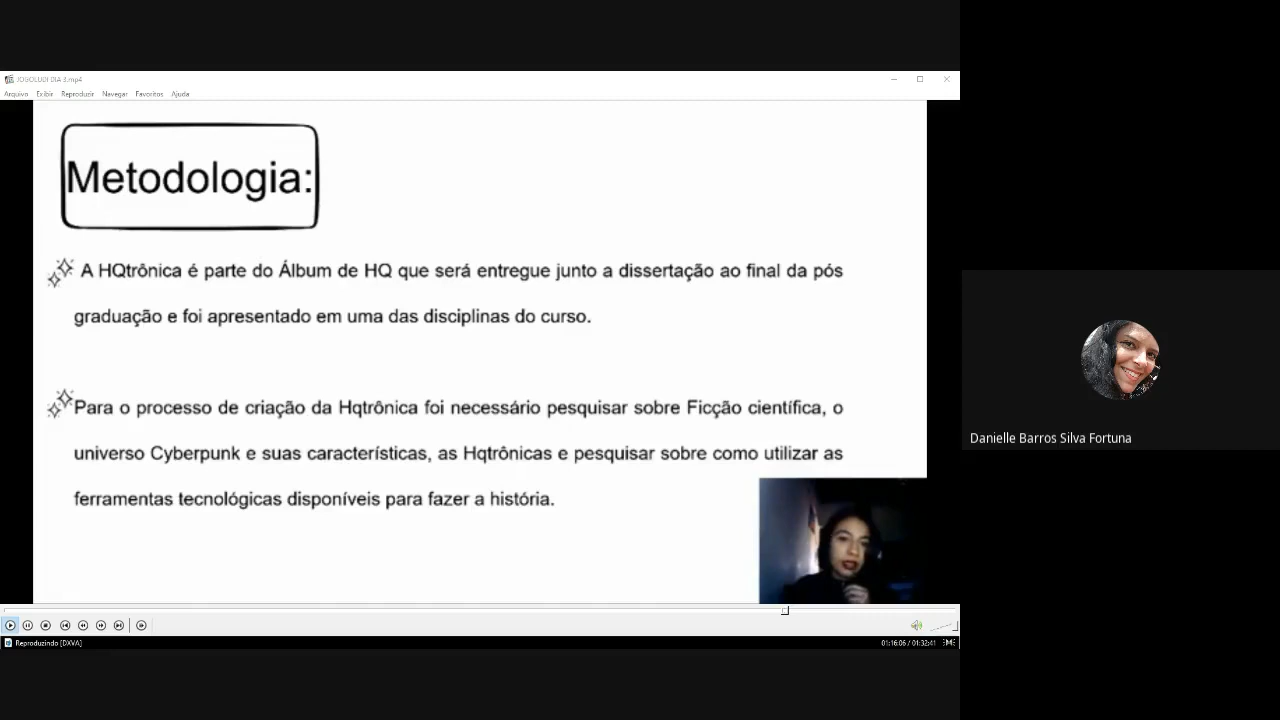 JOGOLUDI DIA 3.mp4
Arquivo Exibir Reproduzir Navegar Favoritos Ajuda
Metodologia:
A HQtrônica é parte do Álbum de HQ que será entregue junto a dissertação ao final da pós
graduação e foi apresentado em uma das disciplinas do curso.
Para o processo de criação da Hqtrônica foi necessário pesquisar sobre Ficção científica, o
universo Cyberpunk e suas características, as Hqtrônicas e pesquisar sobre como utilizar as
ferramentas tecnológicas disponíveis para fazer a história.
Danielle Barros Silva Fortuna
Reproduzindo [DXVA]
01:16:06 / 01:32:41